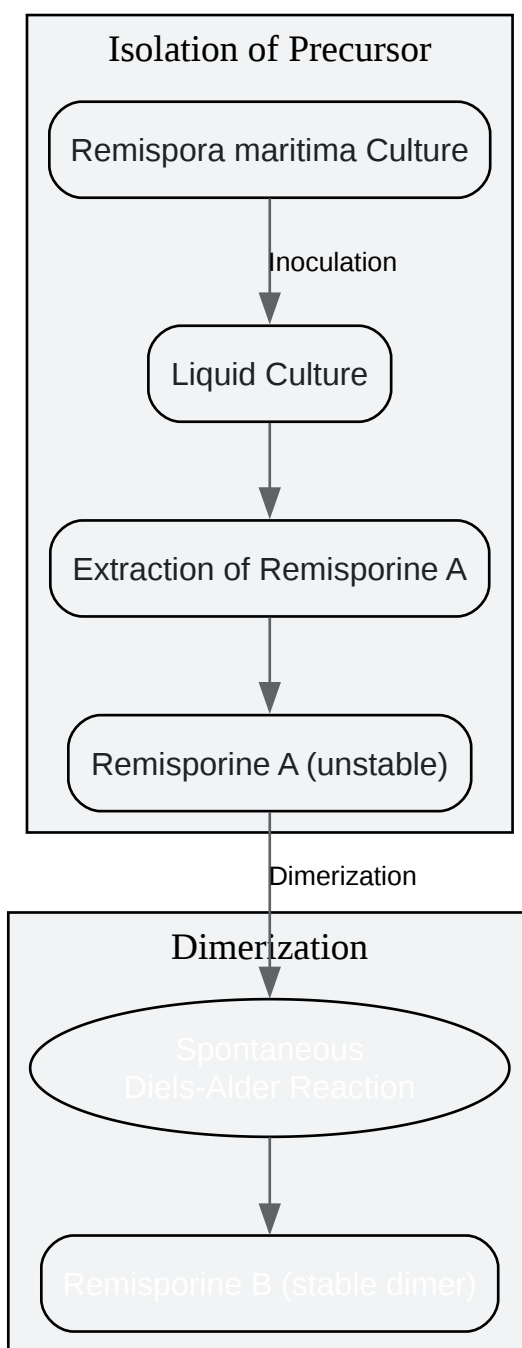 Isolation of Precursor
Remispora maritima Culture
Inoculation
Liquid Culture
Extraction of Remisporine A
Remisporine A (unstable)
Dimerization
Dimerization
Spontaneous
Diels-Alder Reaction
Remisporine B (stable dimer)